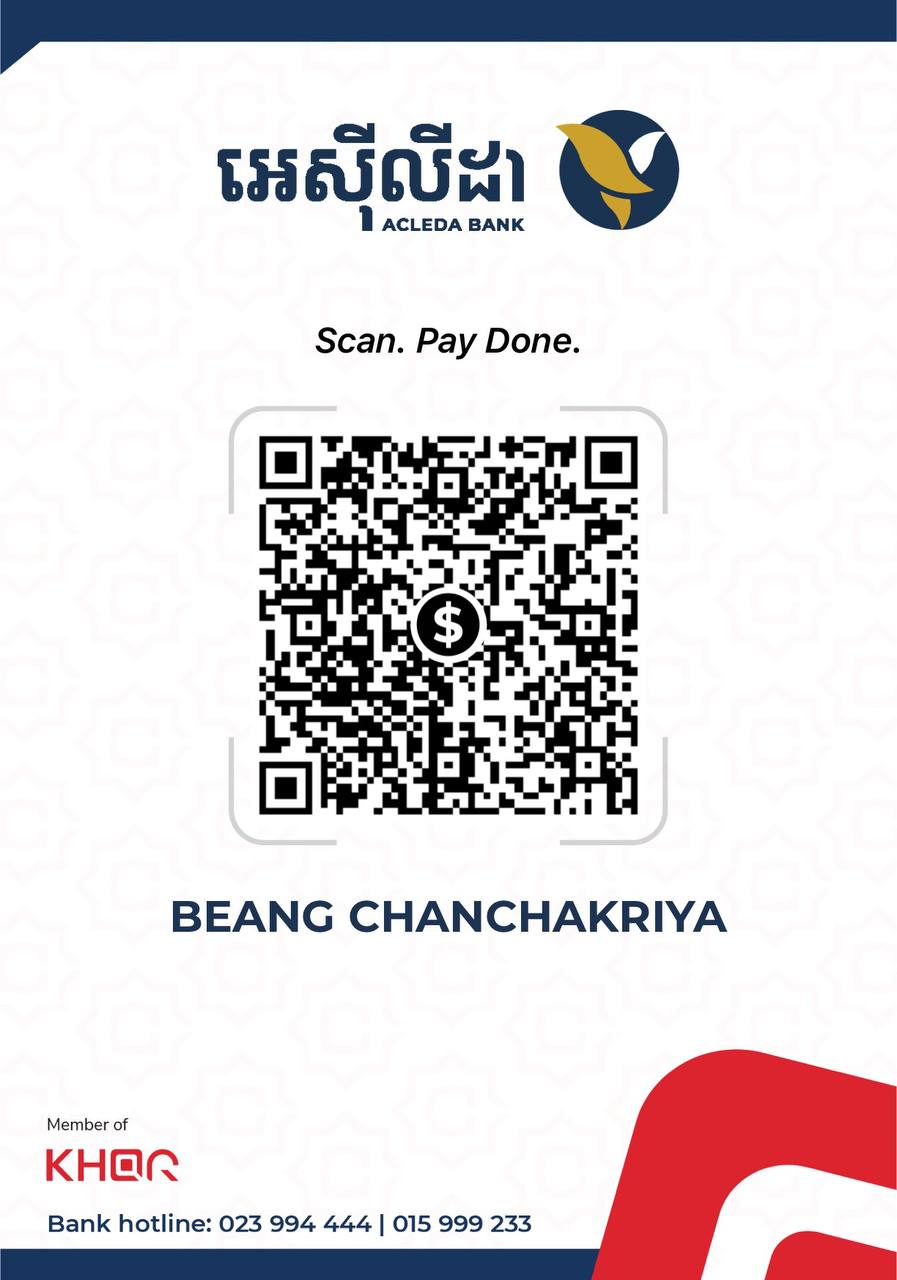 អេស៊ីលីដា
ACLEDA BANK
Scan. Pay Done.
$
BEANG CHANCHAKRIYA
Member of
KHQR
Bank hotline: 023 994 444 | 015 999 233